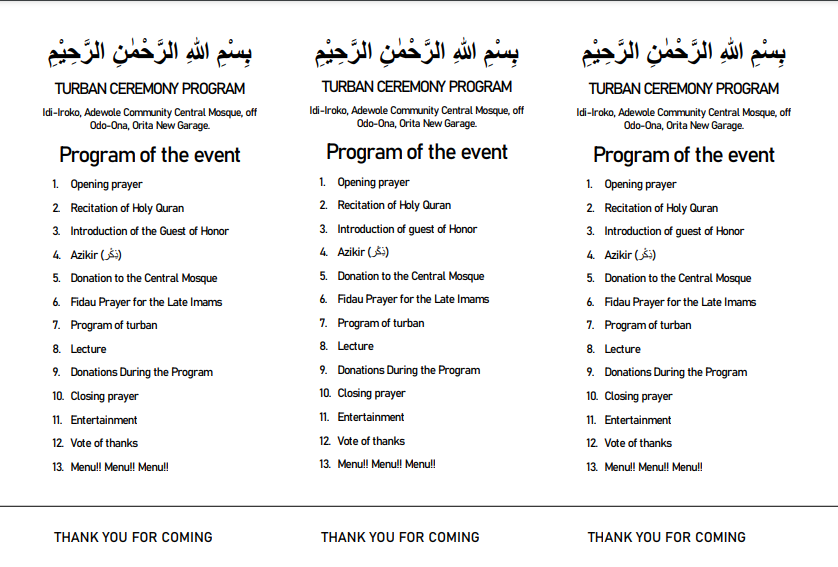 بِسْمِ اللهِ الرَّحْمٰنِ الرَّحِيْمِ
TURBAN CEREMONY PROGRAM
Idi-Iroko, Adewole Community Central Mosque, off
Odo-Ona, Orita New Garage.
Program of the event
1. Opening prayer
2. Recitation of Holy Quran
3. Introduction of the Guest of Honor
4. Azikir (ذِكْر)
5. Donation to the Central Mosque
6. Fidau Prayer for the Late Imams
7. Program of turban
8. Lecture
9. Donations During the Program
10. Closing prayer
11. Entertainment
12. Vote of thanks
13. Menu!! Menu!! Menu!!
THANK YOU FOR COMING
بِسْمِ اللهِ الرَّحْمٰنِ الرَّحِيْمِ
TURBAN CEREMONY PROGRAM
Idi-Iroko, Adewole Community Central Mosque, off
Odo-Ona, Orita New Garage.
Program of the event
1. Opening prayer
2. Recitation of Holy Quran
3. Introduction of guest of Honor
4. Azikir (ذِكْر)
5. Donation to the Central Mosque
6. Fidau Prayer for the Late Imams
7. Program of turban
8. Lecture
9. Donations During the Program
10. Closing prayer
11. Entertainment
12. Vote of thanks
13. Menu!! Menu!! Menu!!
THANK YOU FOR COMING
بِسْمِ اللهِ الرَّحْمٰنِ الرَّحِيْمِ
TURBAN CEREMONY PROGRAM
Idi-Iroko, Adewole Community Central Mosque, off
Odo-Ona, Orita New Garage.
Program of the event
1. Opening prayer
2. Recitation of Holy Quran
3. Introduction of guest of Honor
4. Azikir (ذِكْر)
5. Donation to the Central Mosque
6. Fidau Prayer for the Late Imams
7. Program of turban
8. Lecture
9. Donations During the Program
10. Closing prayer
11. Entertainment
12. Vote of thanks
13. Menu!! Menu!! Menu!!
THANK YOU FOR COMING